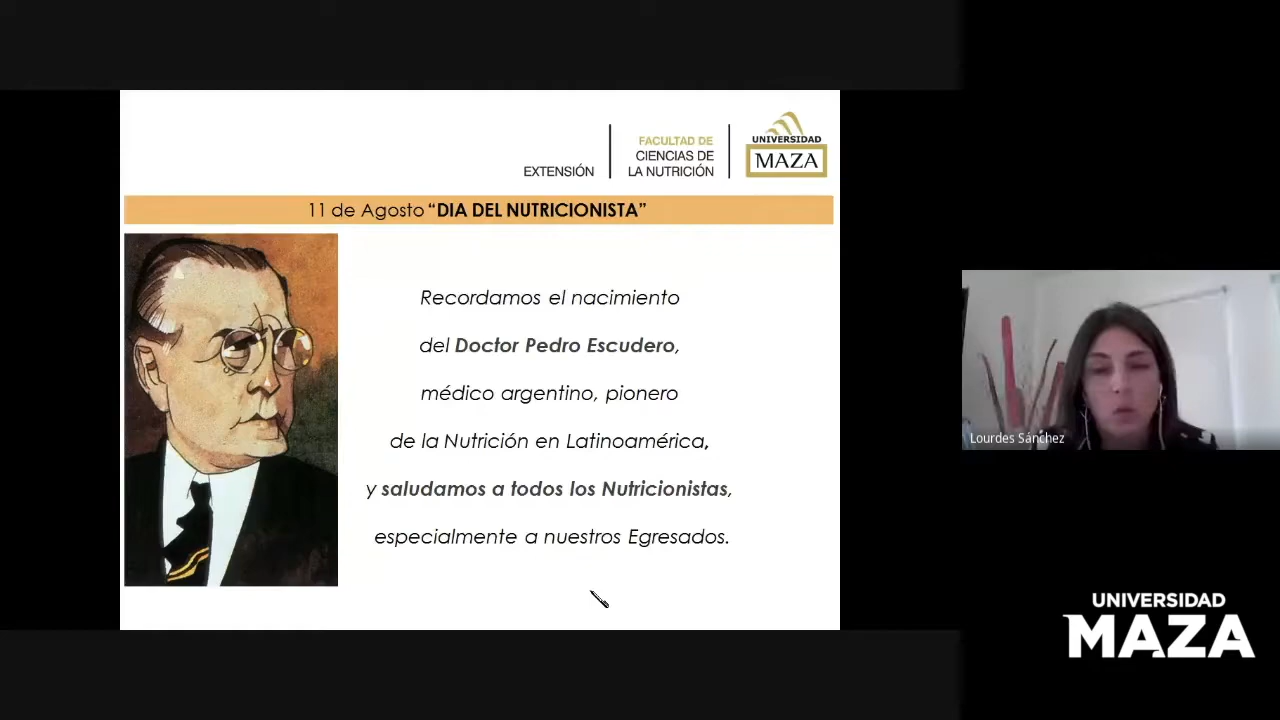 EXTENSIÓN
FACULTAD DE
CIENCIAS DE
LA NUTRICIÓN
UNIVERSIDAD
MAZA
11 de Agosto “DIA DEL NUTRICIONISTA”
Recordamos el nacimiento
del Doctor Pedro Escudero,
médico argentino, pionero
de la Nutrición en Latinoamérica,
y saludamos a todos los Nutricionistas,
especialmente a nuestros Egresados.
Lourdes Sánchez
UNIVERSIDAD
MAZA